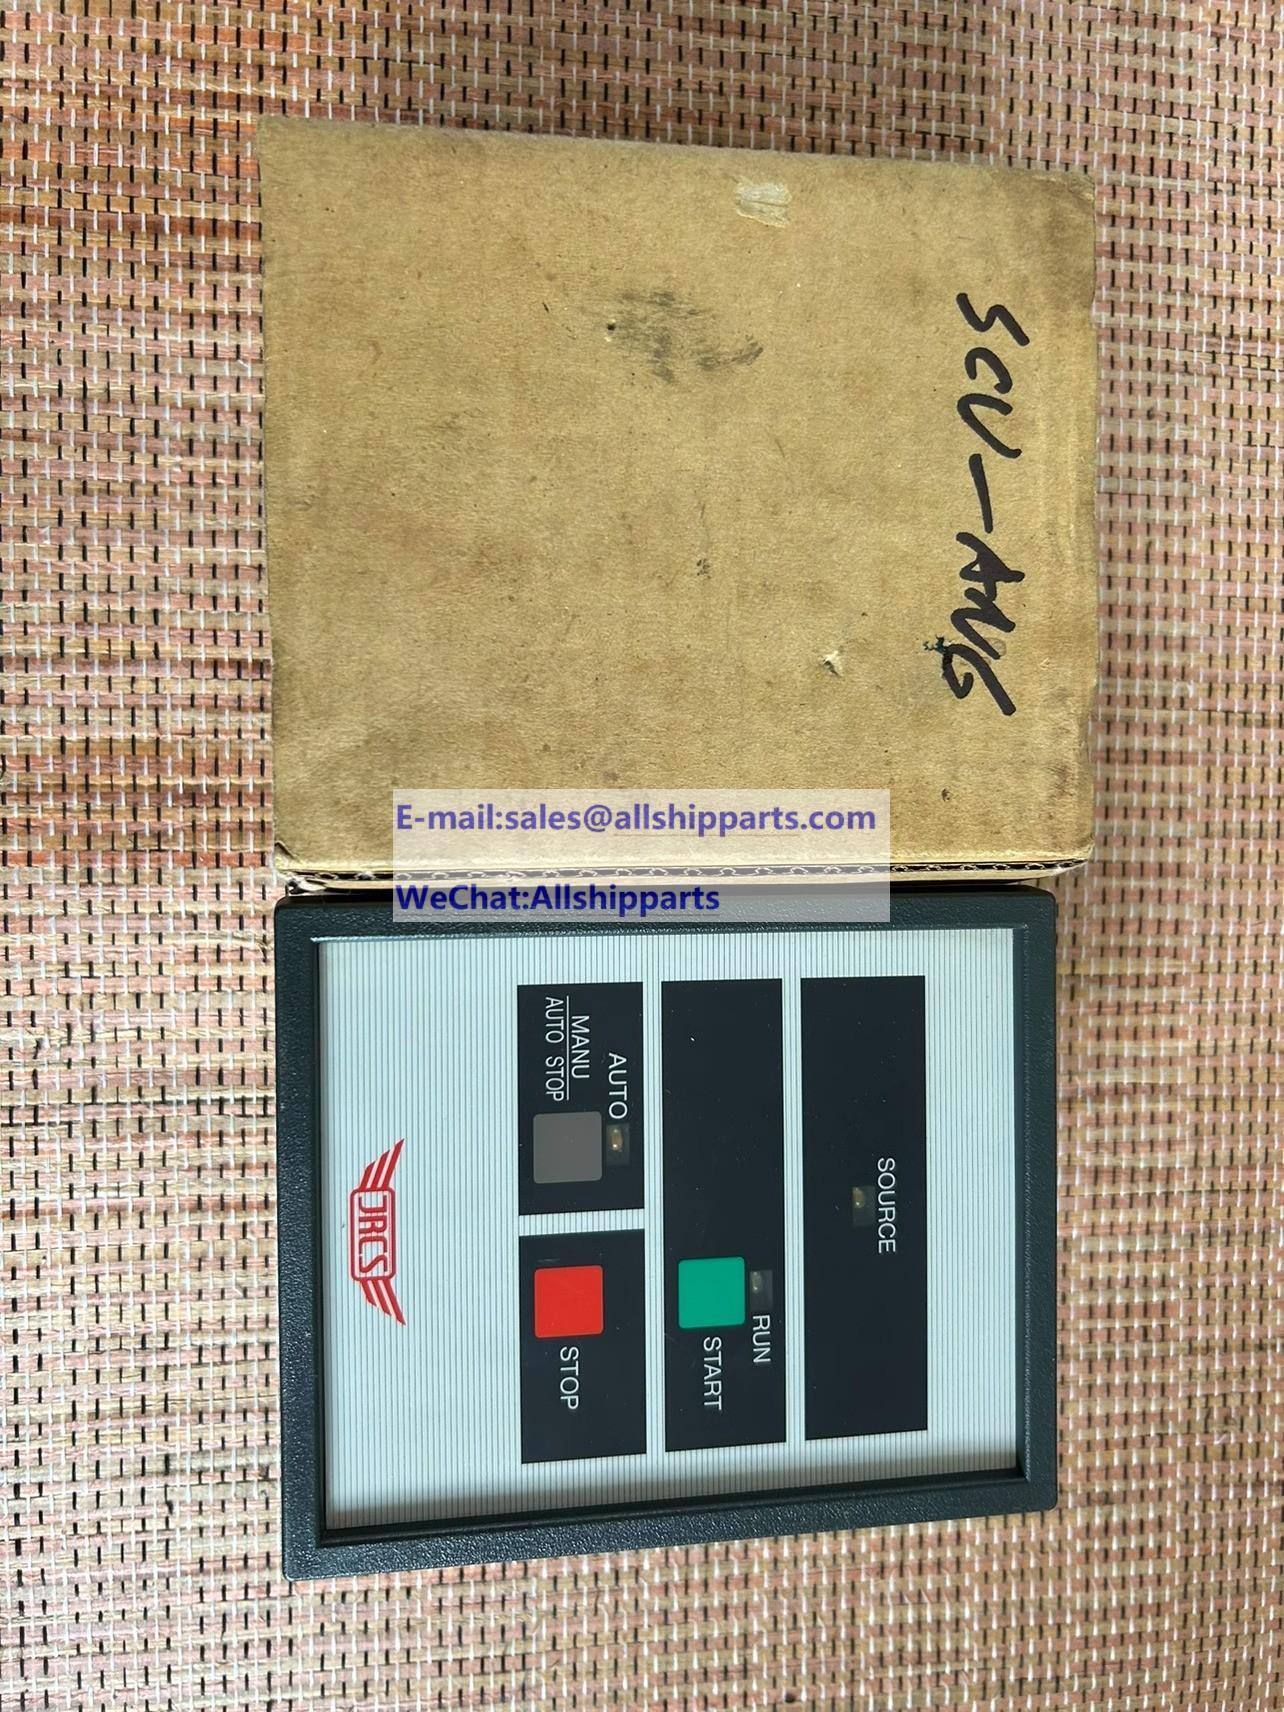 SCU-AMG
E-mail:sales@allshipparts.com
WeChat:Allshipparts
SOURCE
RUN
START
AUTO
MANU
AUTO STOP
STOP
JRCS